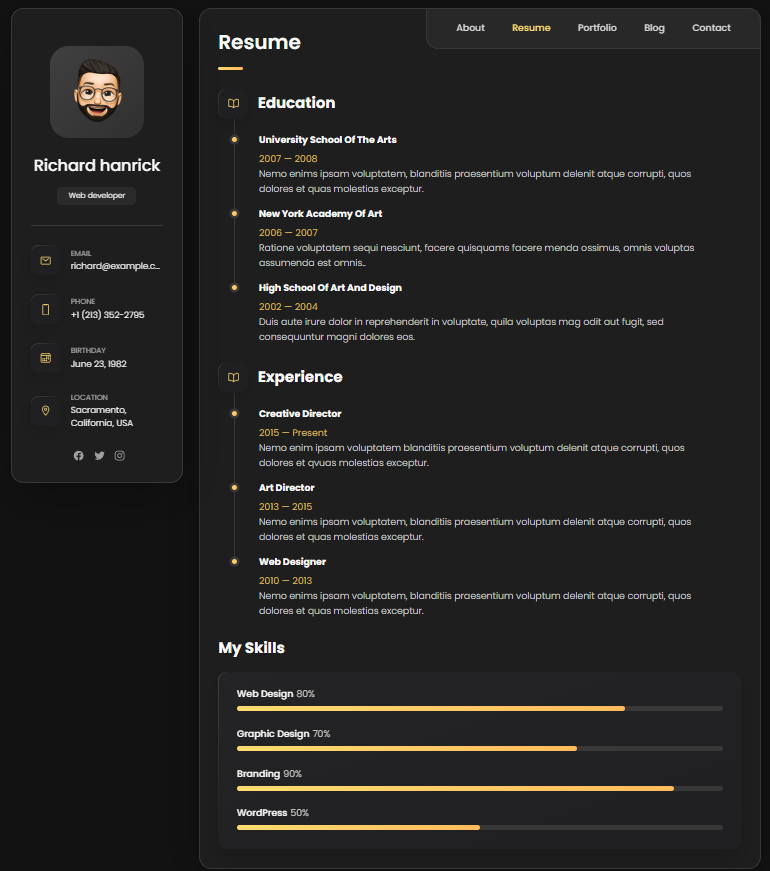 Richard hanrick
Web developer
EMAIL
richard@example.c...
PHONE
+1 (213) 352-2795
BIRTHDAY
June 23, 1982
LOCATION
Sacramento,
California, USA
About
Resume
Portfolio
Blog
Contact
Resume
Education
University School Of The Arts
2007 — 2008
Nemo enims ipsam voluptatem, blanditiis praesentium voluptum delenit atque corrupti, quos
dolores et quas molestias exceptur.
New York Academy Of Art
2006 — 2007
Ratione voluptatem sequi nesciunt, facere quisquams facere menda ossimus, omnis voluptas
assumenda est omnis..
High School Of Art And Design
2002 — 2004
Duis aute irure dolor in reprehenderit in voluptate, quila voluptas mag odit aut fugit, sed
consequuntur magni dolores eos.
Experience
Creative Director
2015 — Present
Nemo enim ipsam voluptatem blanditiis praesentium voluptum delenit atque corrupti, quos
dolores et qvuas molestias exceptur.
Art Director
2013 — 2015
Nemo enims ipsam voluptatem, blanditiis praesentium voluptum delenit atque corrupti, quos
dolores et quas molestias exceptur.
Web Designer
2010 — 2013
Nemo enims ipsam voluptatem, blanditiis praesentium voluptum delenit atque corrupti, quos
dolores et quas molestias exceptur.
My Skills
Web Design 80%
Graphic Design 70%
Branding 90%
WordPress 50%